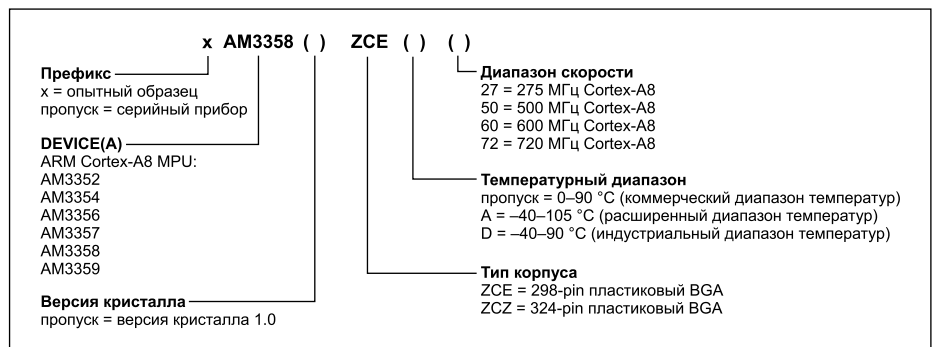 x AM3358 ( ) ZCE ( ) ( )
Префикс
x = опытный образец
пропуск = серийный прибор
DEVICE(A)
ARM Cortex-A8 MPU:
AM3352
AM3354
AM3356
AM3357
AM3358
AM3359
Версия кристалла
пропуск = версия кристалла 1.0
Диапазон скорости
27 = 275 МГц Cortex-A8
50 = 500 МГц Cortex-A8
60 = 600 МГц Cortex-A8
72 = 720 МГц Cortex-A8
Температурный диапазон
пропуск = 0–90 °C (коммерческий диапазон температур)
A = –40–105 °C (расширенный диапазон температур)
D = –40–90 °C (индустриальный диапазон температур)
Тип корпуса
ZCE = 298-pin пластиковый BGA
ZCZ = 324-pin пластиковый BGA